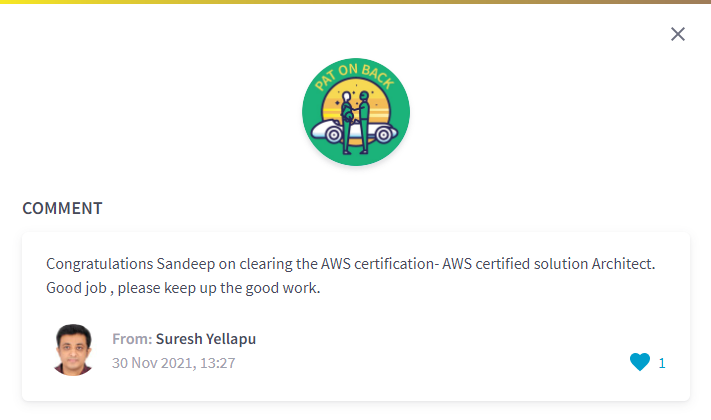 PAT ON BACK
COMMENT
Congratulations Sandeep on clearing the AWS certification- AWS certified solution Architect.
Good job , please keep up the good work.
From: Suresh Yellapu
30 Nov 2021, 13:27
1